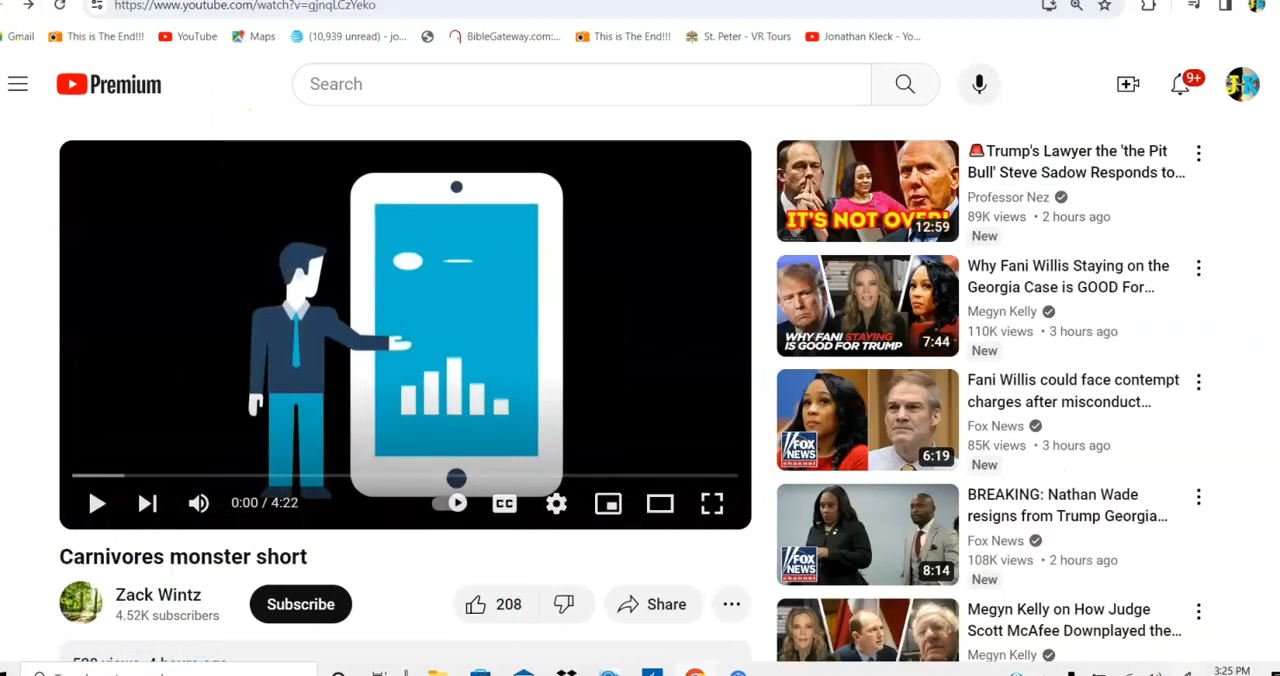 https://www.youtube.com/watch?v=gjnqLCzYeko
Gmail
This is The End!!!
YouTube
Maps
(10,939 unread) - jo...
BibleGateway.com:...
This is The End!!!
St. Peter - VR Tours
Jonathan Kleck - Yo...
Premium
Search
9+
JK
0:00 / 4:22
CC
Carnivores monster short
Zack Wintz
4.52K subscribers
Subscribe
208
Share
IT'S NOT OVER!
12:59
🚨Trump's Lawyer the 'the Pit
Bull' Steve Sadow Responds to...
Professor Nez
89K views • 2 hours ago
New
WHY FANI STAYING
IS GOOD FOR TRUMP
7:44
Why Fani Willis Staying on the
Georgia Case is GOOD For...
Megyn Kelly
110K views • 3 hours ago
New
FOX
NEWS
channel
6:19
Fani Willis could face contempt
charges after misconduct...
Fox News
85K views • 3 hours ago
New
FOX
NEWS
channel
8:14
BREAKING: Nathan Wade
resigns from Trump Georgia...
Fox News
108K views • 2 hours ago
New
Megyn Kelly on How Judge
Scott McAfee Downplayed the...
Megyn Kelly
3:25 PM